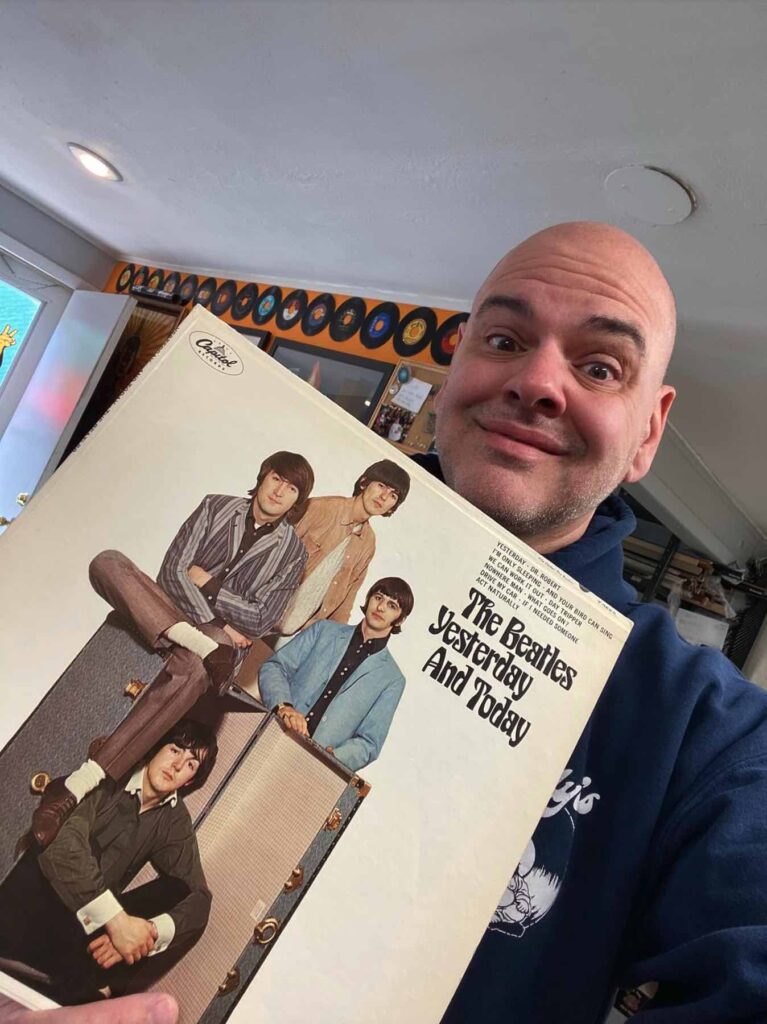 Capitol
RECORDS
YESTERDAY · DR. ROBERT
I'M ONLY SLEEPING · AND YOUR BIRD CAN SING
WE CAN WORK IT OUT · DAY TRIPPER
NOWHERE MAN · WHAT GOES ON?
DRIVE MY CAR · IF I NEEDED SOMEONE
ACT NATURALLY
The Beatles
Yesterday
And Today